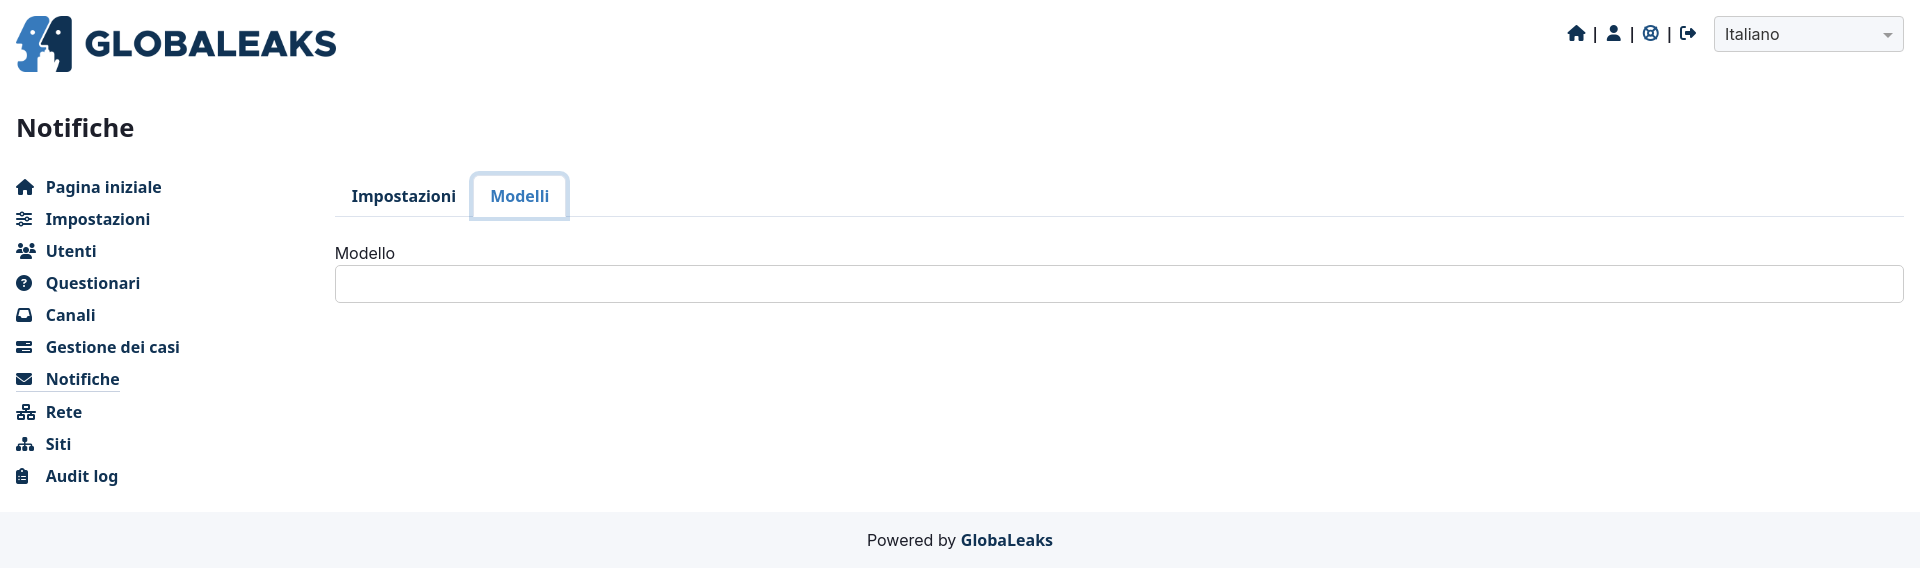 GLOBALEAKS
| | |
Italiano
Notifiche
Pagina iniziale
Impostazioni
Utenti
Questionari
Canali
Gestione dei casi
Notifiche
Rete
Siti
Audit log
Impostazioni
Modelli
Modello
Powered by GlobaLeaks